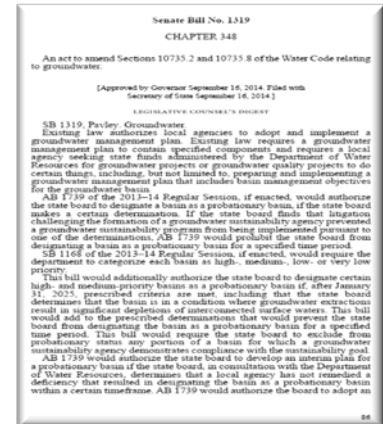 Senate Bill No. 1319
CHAPTER 348
An act to amend Sections 10735.2 and 10735.8 of the Water Code relating
to groundwater.
[Approved by Governor September 16, 2014. Filed with
Secretary of State September 16, 2014.]
LEGISLATIVE COUNSEL'S DIGEST
SB 1319, Pavley. Groundwater.
Existing law authorizes local agencies to adopt and implement a
groundwater management plan. Existing law requires a groundwater
management plan to contain specified components and requires a local
agency seeking state funds administered by the Department of Water
Resources for groundwater projects or groundwater quality projects to do
certain things, including, but not limited to, preparing and implementing a
groundwater management plan that includes basin management objectives
for the groundwater basin.
AB 1739 of the 2013–14 Regular Session, if enacted, would authorize
the state board to designate a basin as a probationary basin, if the state board
makes a certain determination. If the state board finds that litigation
challenging the formation of a groundwater sustainability agency prevented
a groundwater sustainability program from being implemented pursuant to
one of the determinations, AB 1739 would prohibit the state board from
designating a basin as a probationary basin for a specified time period.
SB 1168 of the 2013–14 Regular Session, if enacted, would require the
department to categorize each basin as high-, medium-, low- or very low
priority.
This bill would additionally authorize the state board to designate certain
high- and medium-priority basins as a probationary basin if, after January
31, 2025, prescribed criteria are met, including that the state board
determines that the basin is in a condition where groundwater extractions
result in significant depletions of interconnected surface waters. This bill
would add to the prescribed determinations that would prevent the state
board from designating the basin as a probationary basin for a specified
time period. This bill would require the state board to exclude from
probationary status any portion of a basin for which a groundwater
sustainability agency demonstrates compliance with the sustainability goal.
AB 1739 would authorize the state board to develop an interim plan for
a probationary basin if the state board, in consultation with the Department
of Water Resources, determines that a local agency has not remedied a
deficiency that resulted in designating the basin as a probationary basin
within a certain timeframe. AB 1739 would authorize the board to adopt an
86